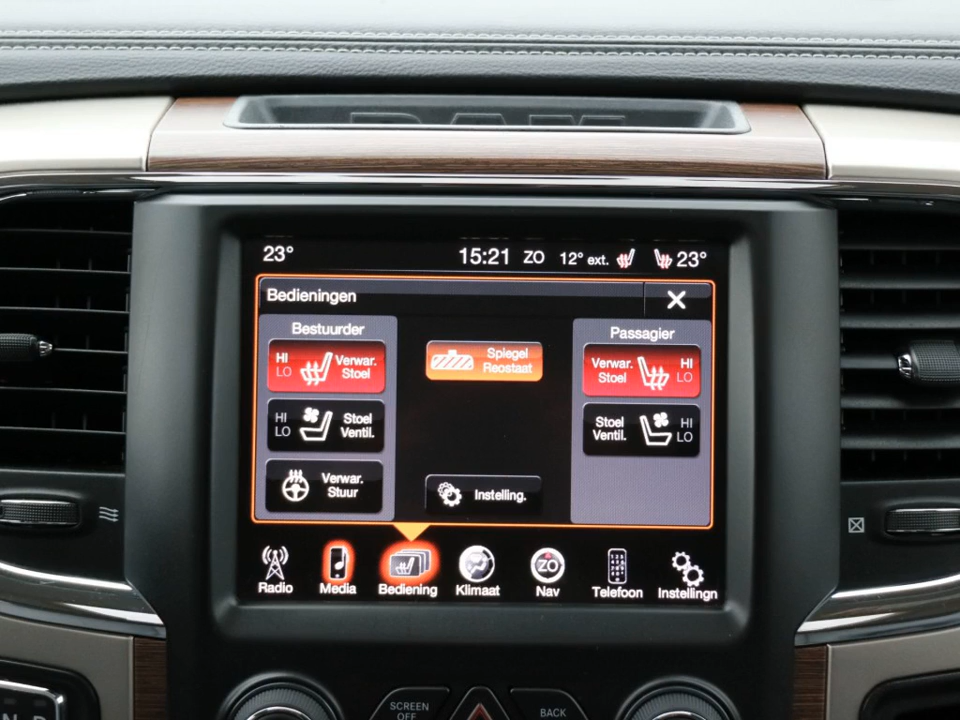 RAM
23° 15:21 ZO 12° ext. 23°
Bedieningen
Bestuurder
HI
LO
Verwar.
Stoel
HI
LO
Stoel
Ventil.
Verwar.
Stuur
Spiegel
Reostaat
Instelling.
Passagier
Verwar.
Stoel
HI
LO
Stoel
Ventil.
HI
LO
Radio
Media
Bediening
Klimaat
ZO
Nav
Telefoon
Instellingn
SCREEN
OFF
BACK